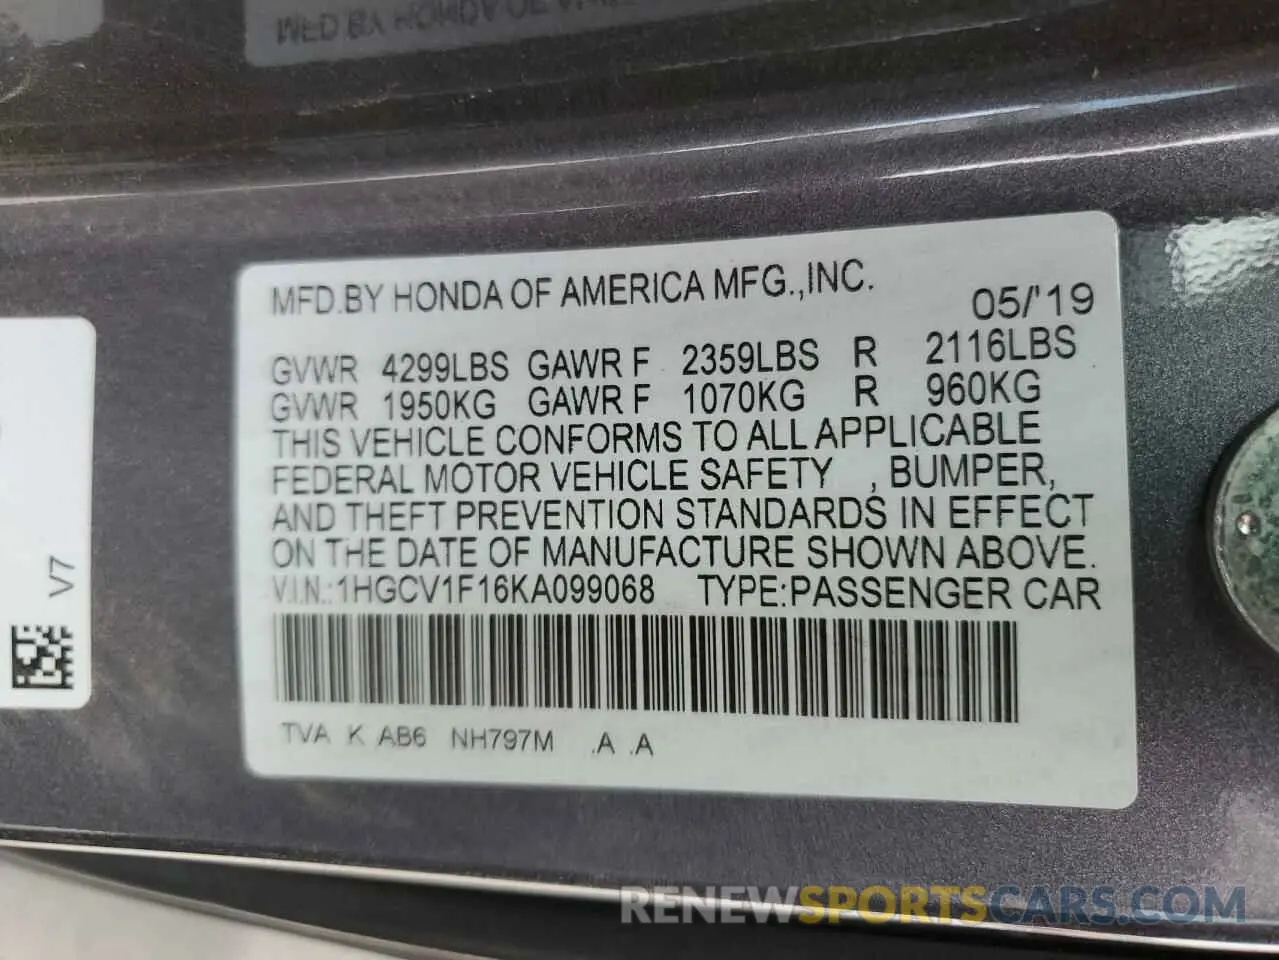 MFD.BY HONDA OF AMERICA MFG.,INC. 05/'19
GVWR 4299LBS GAWR F 2359LBS R 2116LBS
GVWR 1950KG GAWR F 1070KG R 960KG
THIS VEHICLE CONFORMS TO ALL APPLICABLE
FEDERAL MOTOR VEHICLE SAFETY , BUMPER,
AND THEFT PREVENTION STANDARDS IN EFFECT
ON THE DATE OF MANUFACTURE SHOWN ABOVE.
V.I.N.:1HGCV1F16KA099068 TYPE:PASSENGER CAR
TVA K AB6 NH797M .A .A
V7
RENEWSPORTSCARS.COM